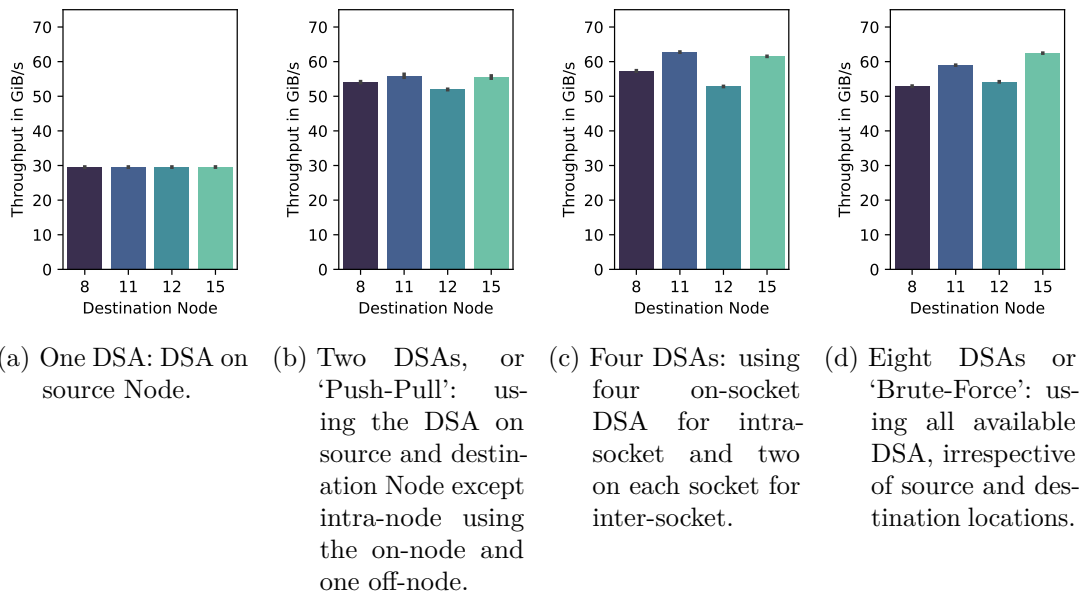 70
60
50
40
30
20
10
0
Throughput in GiB/s
8 11 12 15
Destination Node
70
60
50
40
30
20
10
0
Throughput in GiB/s
8 11 12 15
Destination Node
70
60
50
40
30
20
10
0
Throughput in GiB/s
8 11 12 15
Destination Node
70
60
50
40
30
20
10
0
Throughput in GiB/s
8 11 12 15
Destination Node
a) One DSA: DSA on
source Node.
(b) Two DSAs, or
‘Push-Pull’: us-
ing the DSA on
source and destin-
ation Node except
intra-node using
the on-node and
one off-node.
(c) Four DSAs: using
four on-socket
DSA for intra-
socket and two
on each socket for
inter-socket.
(d) Eight DSAs or
‘Brute-Force’: us-
ing all available
DSA, irrespective
of source and des-
tination locations.